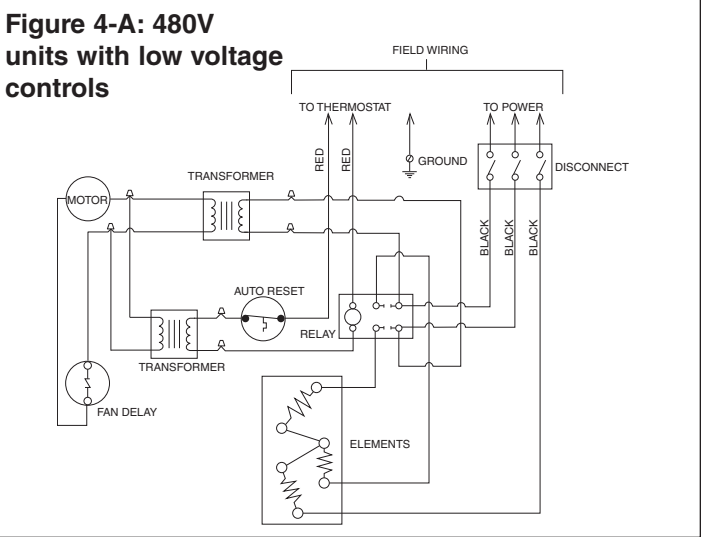 Figure 4-A: 480V
units with low voltage
controls
FIELD WIRING
TO THERMOSTAT
TO POWER
RED
RED
GROUND
DISCONNECT
TRANSFORMER
MOTOR
BLACK
BLACK
BLACK
AUTO RESET
RELAY
TRANSFORMER
FAN DELAY
ELEMENTS